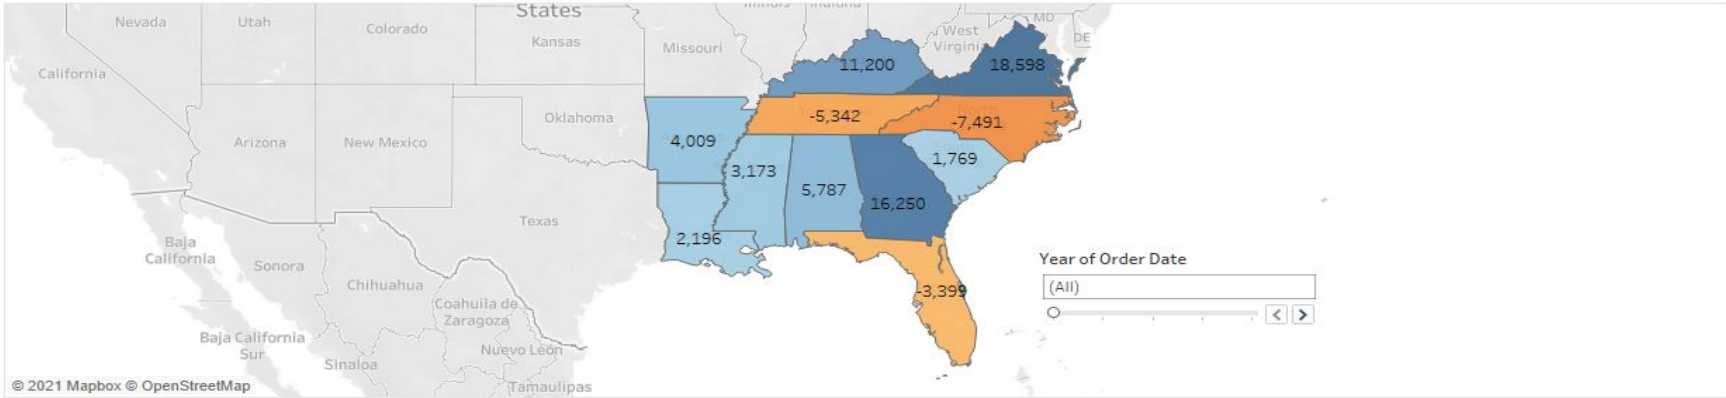 States
Nevada
Utah
Colorado
Kansas
Missouri
West
Virginia
MD
DE
California
11,200
18,598
Arizona
New Mexico
Oklahoma
-5,342
-7,491
4,009
3,173
1,769
5,787
16,250
Texas
2,196
Baja
California
Sonora
Chihuahua
Coahuila de
Zaragoza
-3,399
Year of Order Date
(All)
Baja California
Sur
Sinaloa
Nuevo León
Tamaulipas
© 2021 Mapbox © OpenStreetMap